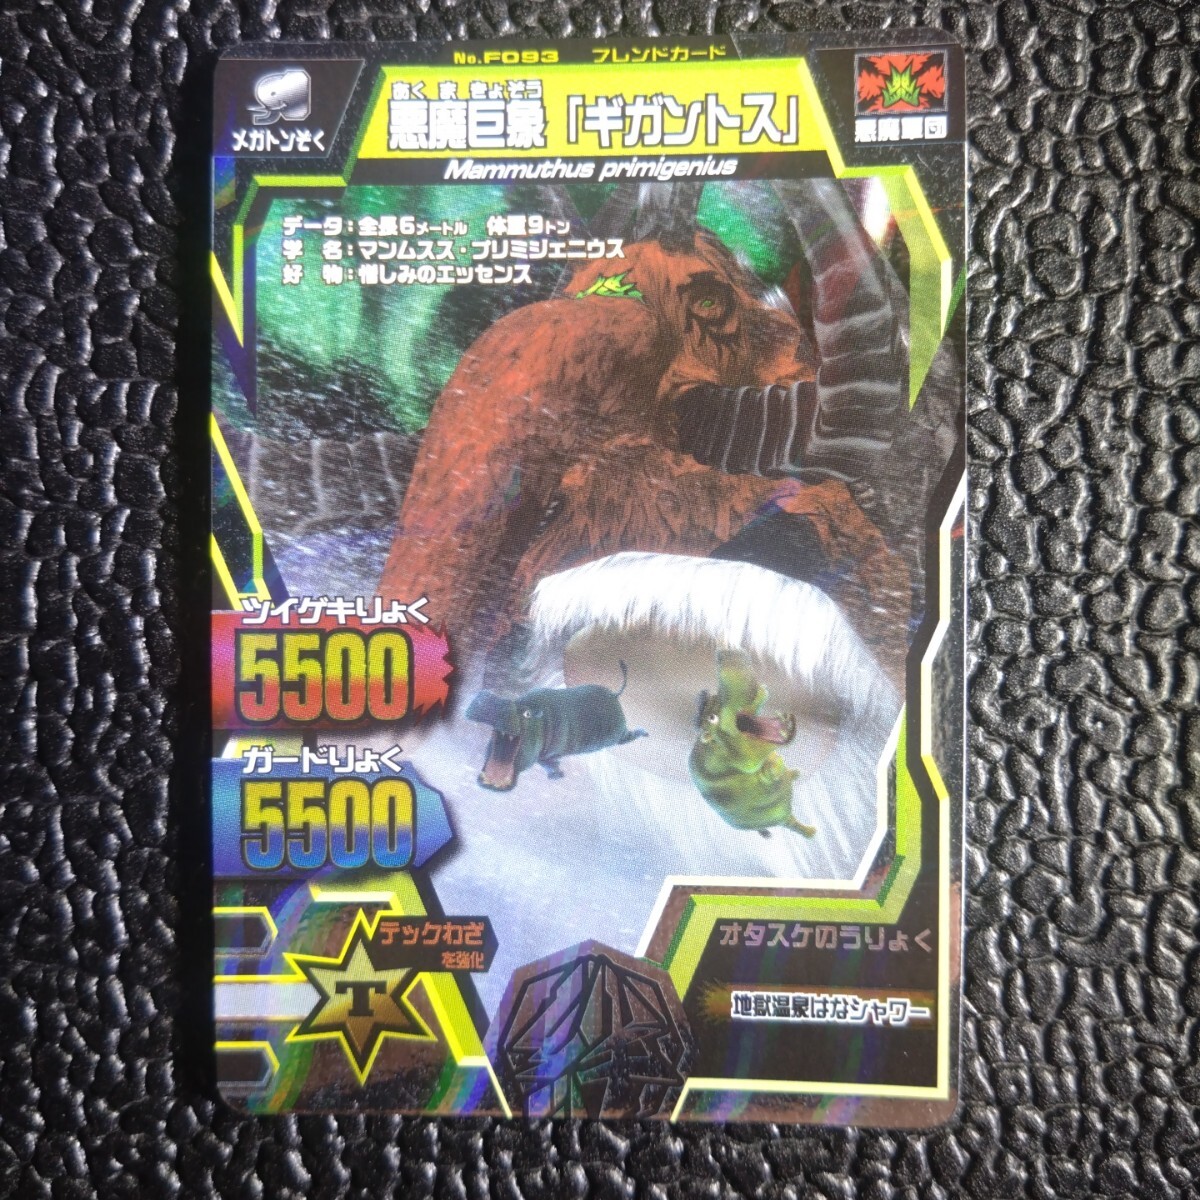 No.F093 フレンドカード
メガトンぞく
あくまきょぞう
悪魔巨象「ギガントス」
Mammuthus primigenius
悪魔軍団
データ:全長5メートル 体重9トン
学 名:マンムスス・プリミジェニウス
好 物:憎しみのエッセンス
ツイゲキりょく
5500
ガードりょく
5500
テックわざ
を強化
T
オタスケのうりょく
地獄温泉はなシャワー